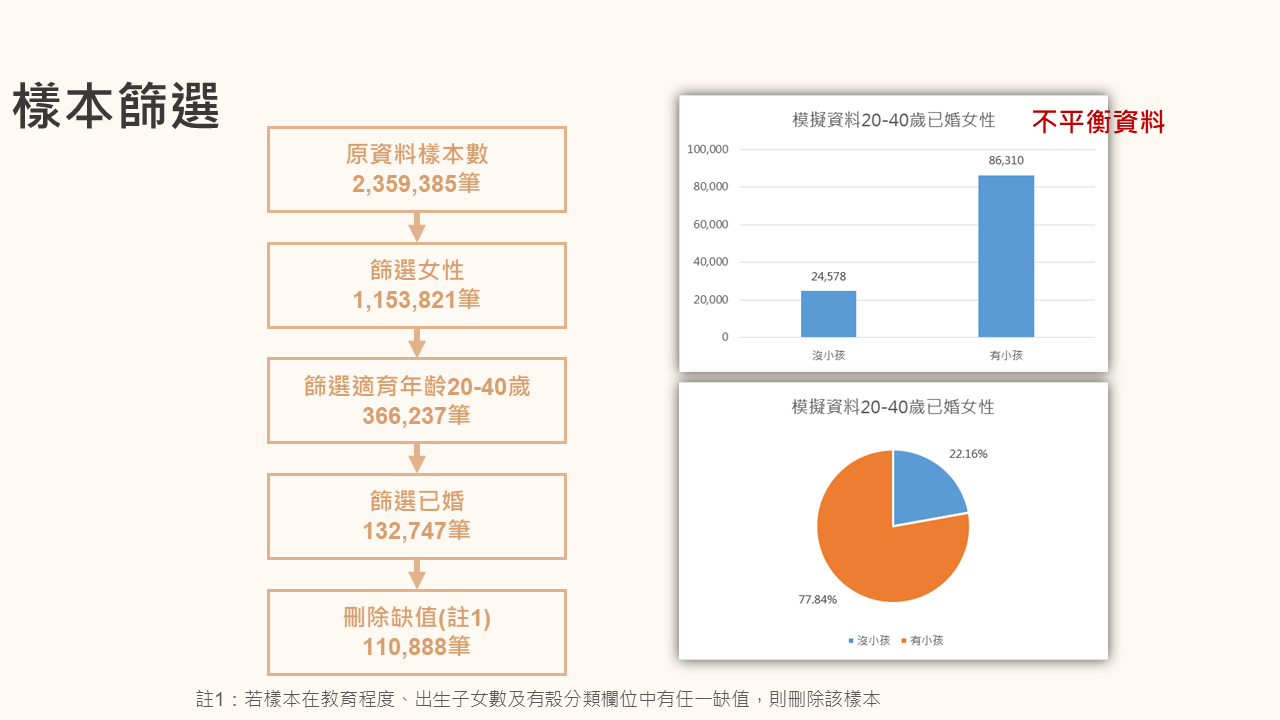 樣本篩選
原資料樣本數
2,359,385筆
篩選女性
1,153,821筆
篩選適育年齡20-40歲
366,237筆
篩選已婚
132,747筆
刪除缺值(註1)
110,888筆
模擬資料20-40歲已婚女性
不平衡資料
100,000
80,000
60,000
40,000
20,000
0
24,578
86,310
沒小孩
有小孩
模擬資料20-40歲已婚女性
22.16%
77.84%
沒小孩 有小孩
註1：若樣本在教育程度、出生子女數及有殼分類欄位中有任一缺值，則刪除該樣本